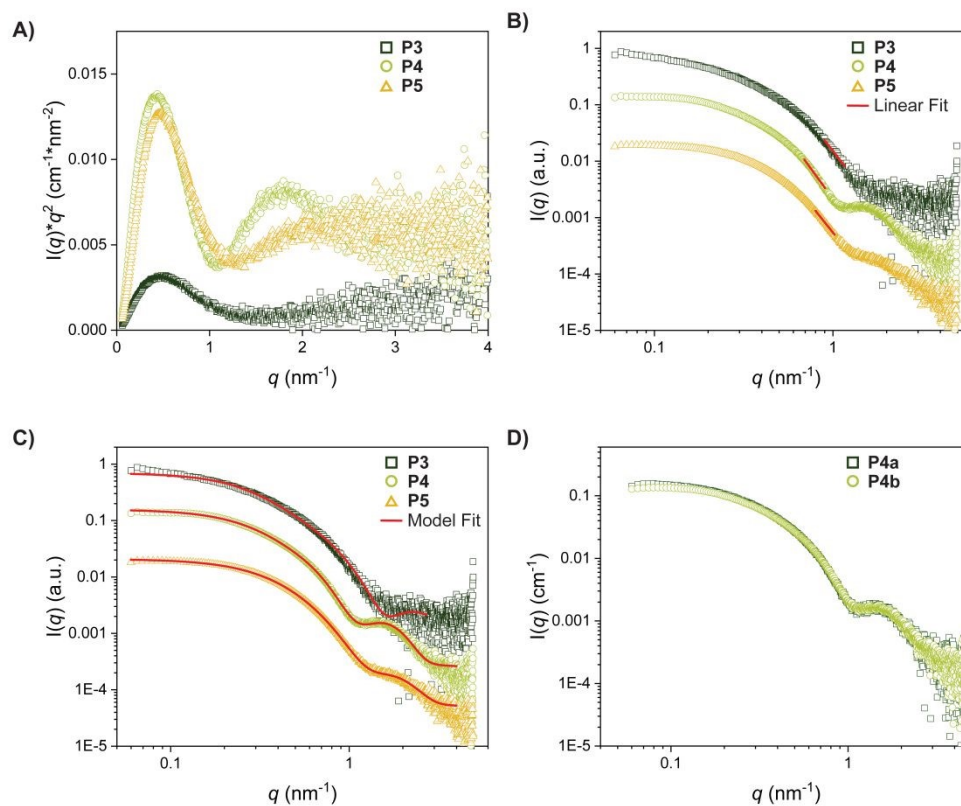 A)
P3
P4
P5
I(q)*q² (cm⁻¹*nm⁻²)
0.015
0.010
0.005
0.000
0 1 2 3 4
q (nm⁻¹)
B)
P3
P4
P5
Linear Fit
I(q) (a.u.)
1
0.1
0.01
0.001
1E-4
1E-5
0.1 1
q (nm⁻¹)
C)
P3
P4
P5
Model Fit
I(q) (a.u.)
1
0.1
0.01
0.001
1E-4
1E-5
0.1 1
q (nm⁻¹)
D)
P4a
P4b
I(q) (cm⁻¹)
0.1
0.01
0.001
1E-4
1E-5
0.1 1
q (nm⁻¹)